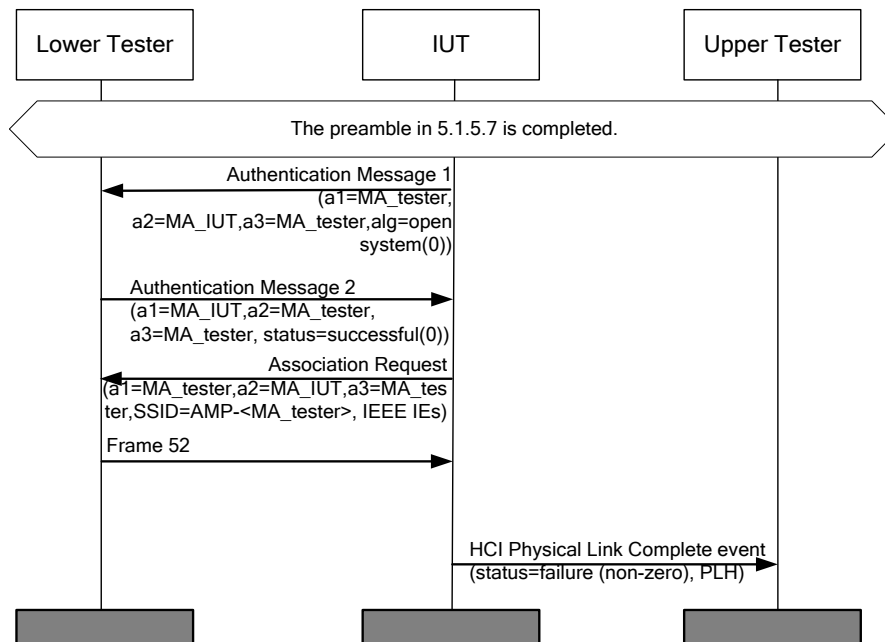 Lower Tester
IUT
Upper Tester
The preamble in 5.1.5.7 is completed.
Authentication Message 1
(a1=MA_tester,
a2=MA_IUT,a3=MA_tester,alg=open
system(0))
Authentication Message 2
(a1=MA_IUT,a2=MA_tester,
a3=MA_tester, status=successful(0))
Association Request
(a1=MA_tester,a2=MA_IUT,a3=MA_tes
ter,SSID=AMP-<MA_tester>, IEEE IEs)
Frame 52
HCI Physical Link Complete event
(status=failure (non-zero), PLH)